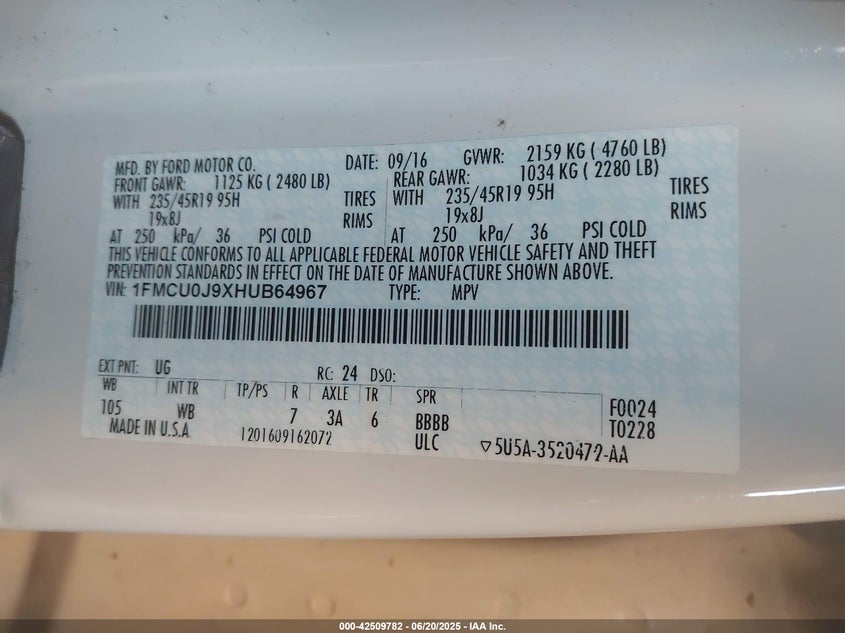 MFD. BY FORD MOTOR CO. DATE: 09/16 GVWR: 2159 KG ( 4760 LB)
FRONT GAWR: 1125 KG ( 2480 LB) REAR GAWR: 1034 KG ( 2280 LB)
WITH 235/45R19 95H TIRES WITH 235/45R19 95H TIRES
19x8J RIMS 19x8J RIMS
AT 250 kPa/ 36 PSI COLD AT 250 kPa/ 36 PSI COLD
THIS VEHICLE CONFORMS TO ALL APPLICABLE FEDERAL MOTOR VEHICLE SAFETY AND THEFT
PREVENTION STANDARDS IN EFFECT ON THE DATE OF MANUFACTURE SHOWN ABOVE.
VIN: 1FMCU0J9XHUB64967 TYPE: MPV
EXT PNT: UG RC: 24 DSO:
WB INT TR TP/PS R AXLE TR SPR
105 WB 7 3A 6 BBBB F0024
MADE IN U.S.A. 1201609162072 ULC T0228
▽5U5A-3520472-AA
000-42509782 - 06/20/2025 - IAA Inc.